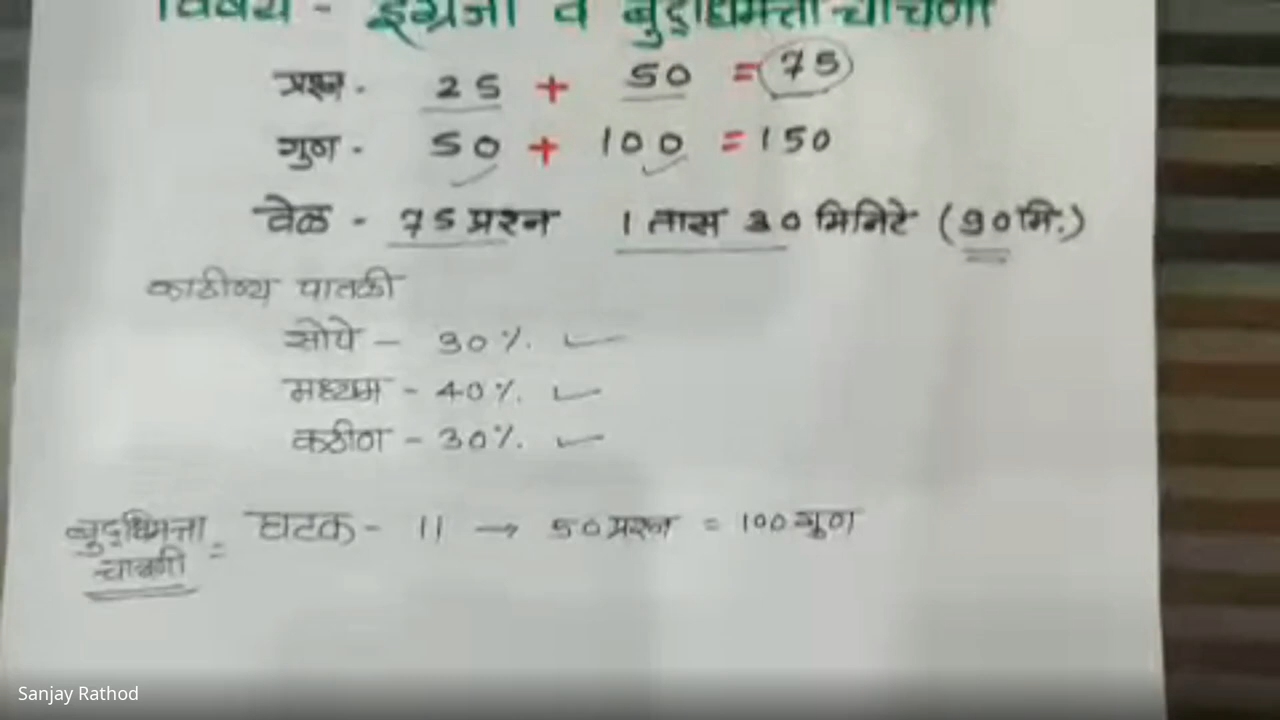 विषय - इंग्रजी व बुद्धिमत्ता चाचणी
प्रश्न - 25 + 50 = 75
गुण - 50 + 100 = 150
वेळ - 75 प्रश्न 1 तास 30 मिनिटे (90 मि.)
काठीण्य पातळी
सोपे - 30%.
मध्यम - 40%.
कठीण - 30%.
बुद्धिमत्ता चाचणी = घटक - 11 → 50 प्रश्न = 100 गुण
Sanjay Rathod